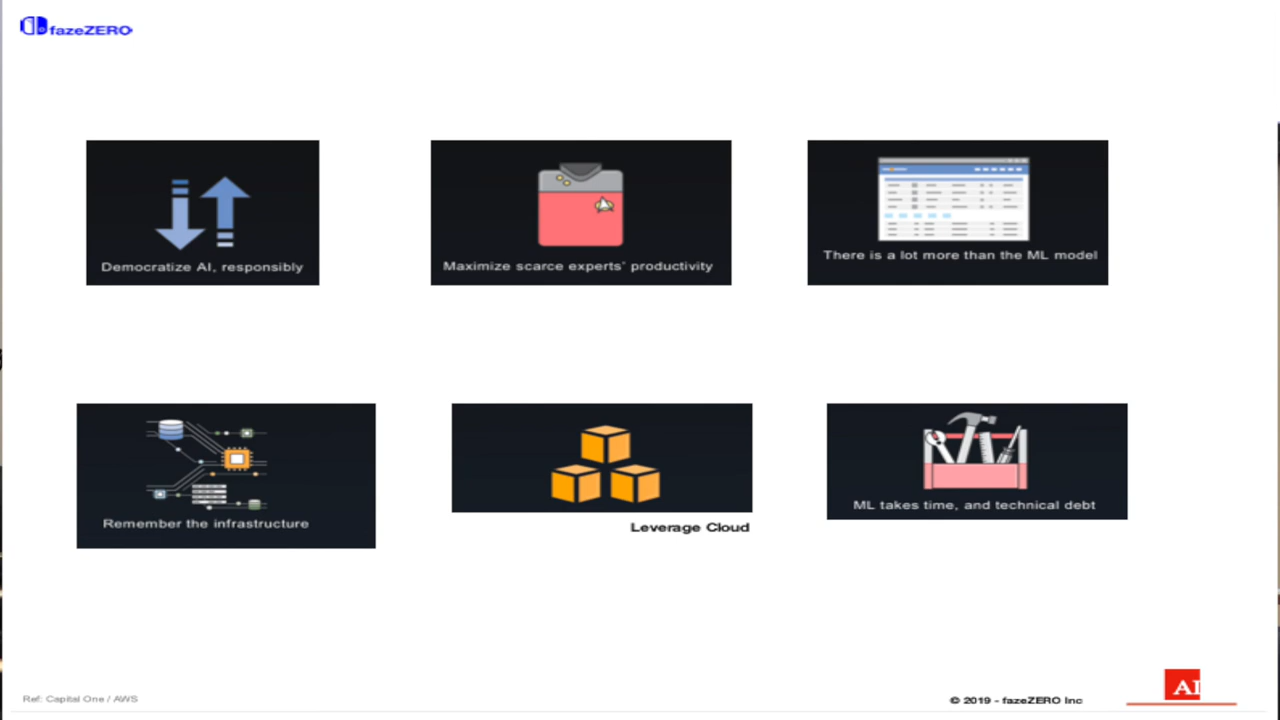 fazeZERO
Democratize AI, responsibly
Maximize scarce experts' productivity
There is a lot more than the ML model
Remember the infrastructure
Leverage Cloud
ML takes time, and technical debt
Ref: Capital One / AWS
© 2019 - fazeZERO Inc
AI